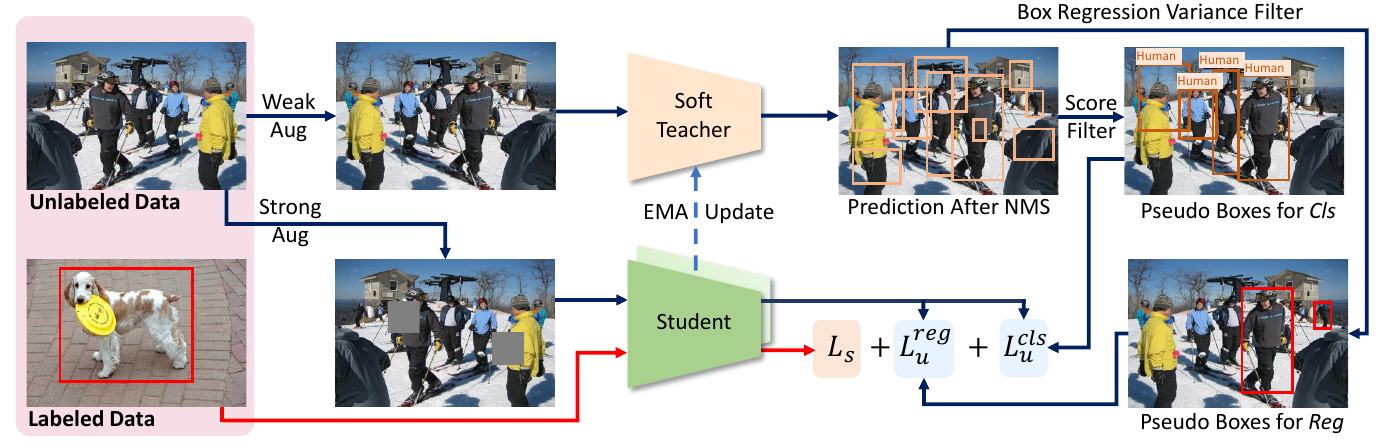 Box Regression Variance Filter
Weak
Aug
Soft
Teacher
Score
Filter
Human
Human
Human
Human
Unlabeled Data
Prediction After NMS
Pseudo Boxes for Cls
Strong
Aug
EMA Update
Student
L_s + L_u^{reg} + L_u^{cls}
Labeled Data
Pseudo Boxes for Reg